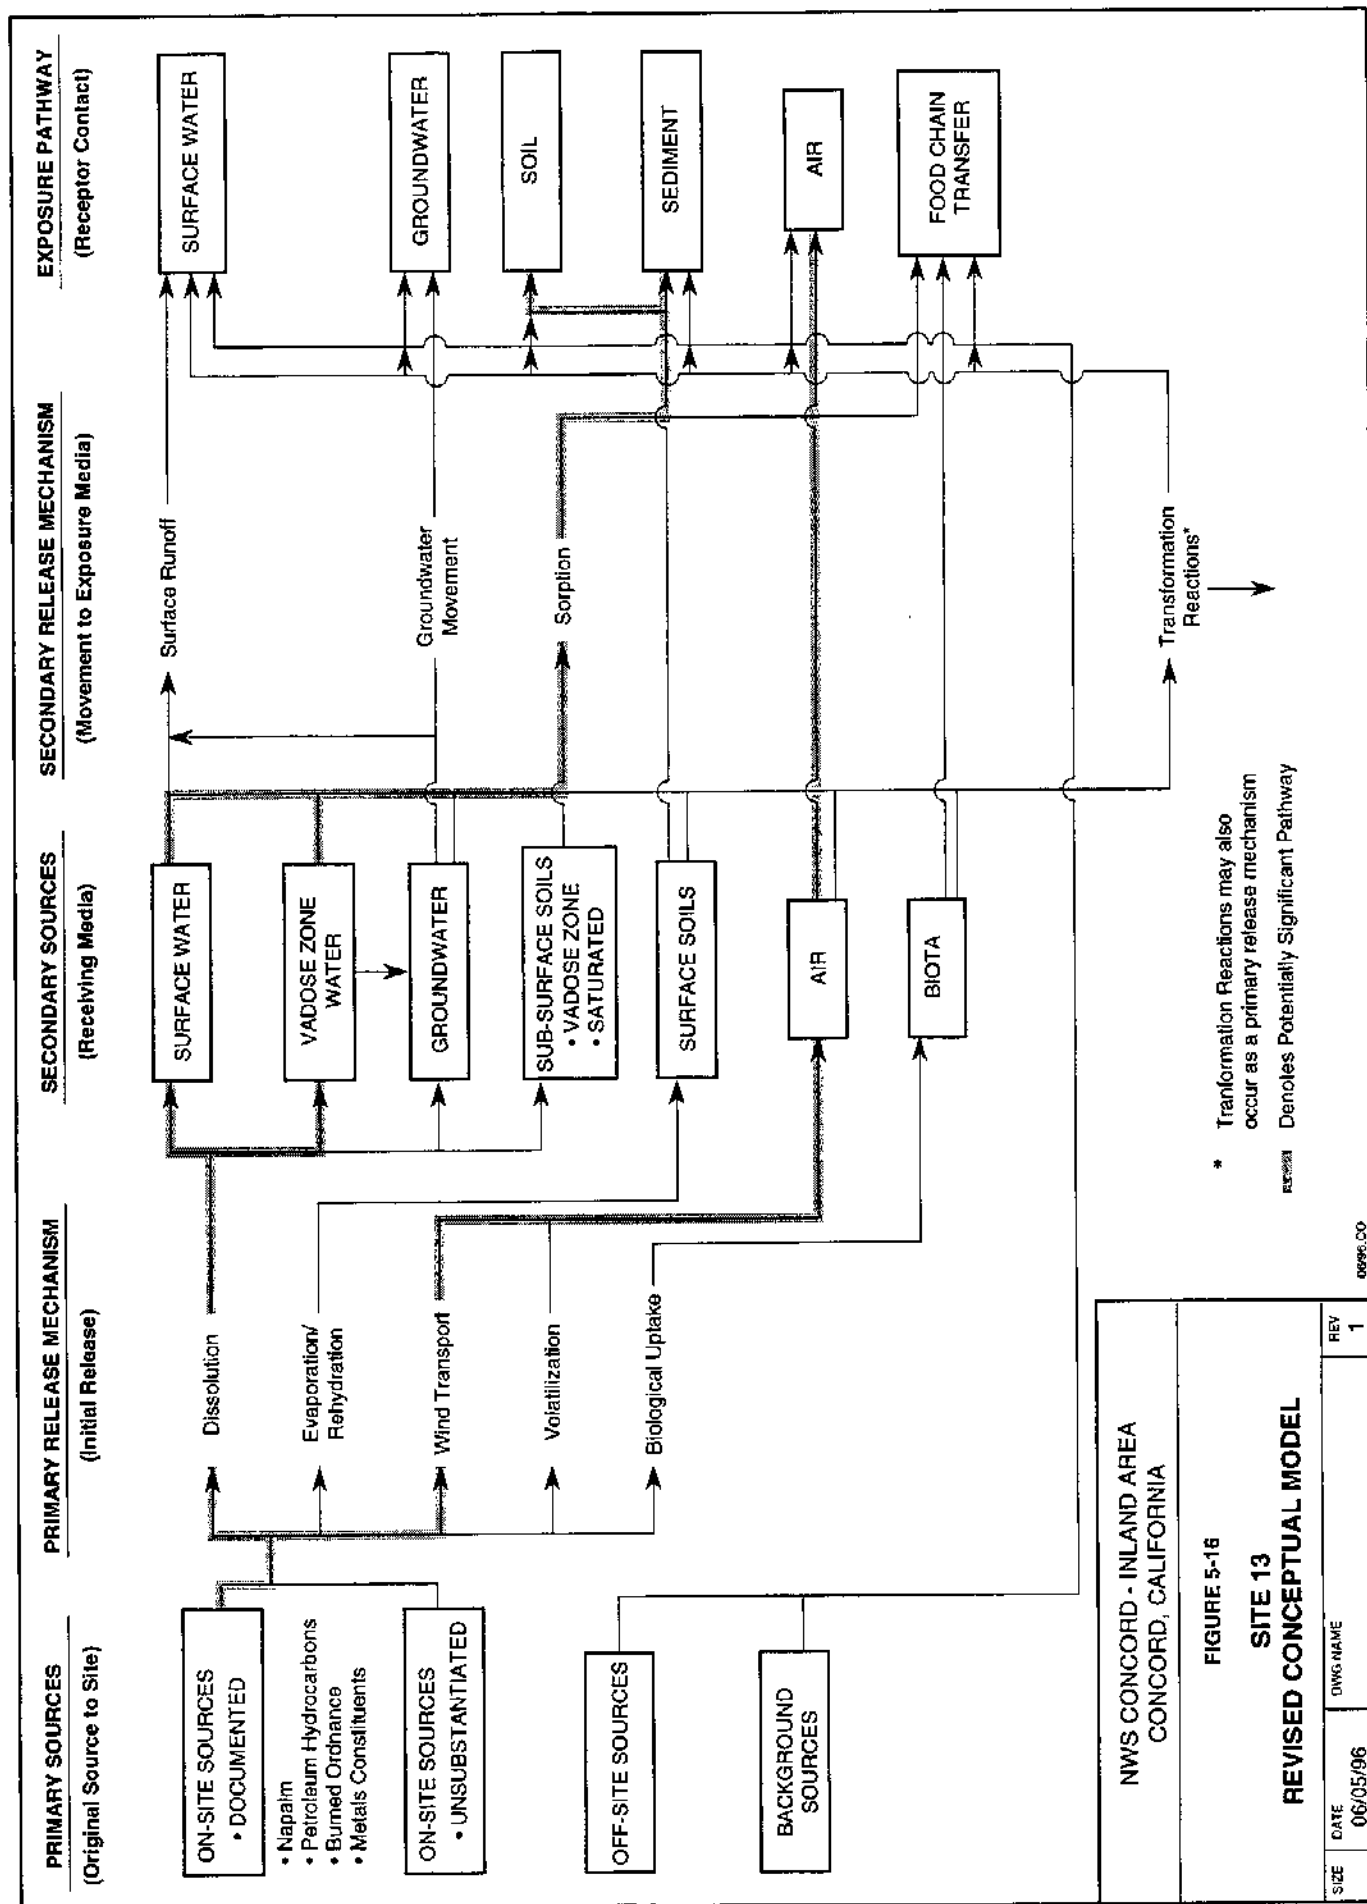 PRIMARY SOURCES
(Original Source to Site)
ON-SITE SOURCES
• DOCUMENTED
• Napalm
• Petroleum Hydrocarbons
• Burned Ordnance
• Metals Constituents
ON-SITE SOURCES
• UNSUBSTANTIATED
OFF-SITE SOURCES
BACKGROUND
SOURCES
PRIMARY RELEASE MECHANISM
(Initial Release)
Dissolution
Evaporation/
Rehydration
Wind Transport
Volatilization
Biological Uptake
SECONDARY SOURCES
(Receiving Media)
SURFACE WATER
VADOSE ZONE
WATER
GROUNDWATER
SUB-SURFACE SOILS
• VADOSE ZONE
• SATURATED
SURFACE SOILS
AIR
BIOTA
SECONDARY RELEASE MECHANISM
(Movement to Exposure Media)
Surface Runoff
Groundwater
Movement
Sorption
Transformation
Reactions*
EXPOSURE PATHWAY
(Receptor Contact)
SURFACE WATER
GROUNDWATER
SOIL
SEDIMENT
AIR
FOOD CHAIN
TRANSFER
* Tranformation Reactions may also
occur as a primary release mechanism
Denotes Potentially Significant Pathway
NWS CONCORD - INLAND AREA
CONCORD, CALIFORNIA
FIGURE 5-16
SITE 13
REVISED CONCEPTUAL MODEL
SIZE
DATE
06/05/96
DWG NAME
REV
1
06/96.CO